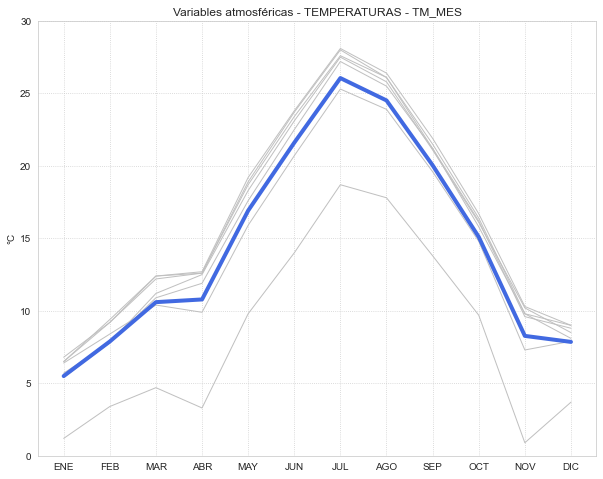 Variables atmosféricas - TEMPERATURAS - TM_MES
30
25
20
15
10
5
0
°C
ENE FEB MAR ABR MAY JUN JUL AGO SEP OCT NOV DIC